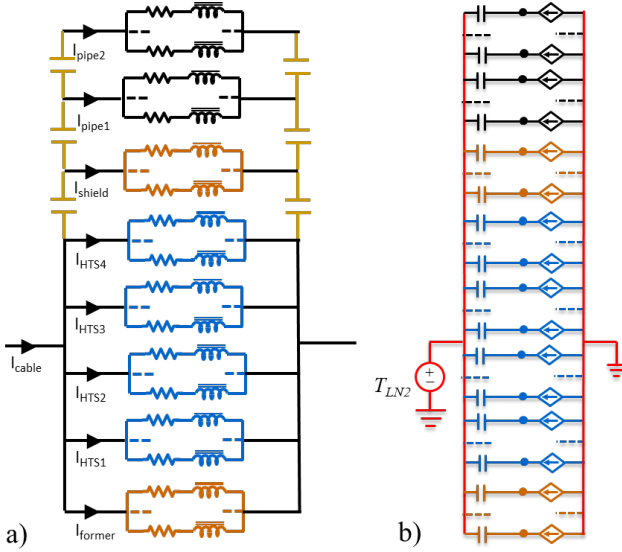 I_pipe2
I_pipe1
I_shield
I_HTS4
I_HTS3
I_cable
I_HTS2
I_HTS1
I_former
a)
T_LN2
+
−
b)